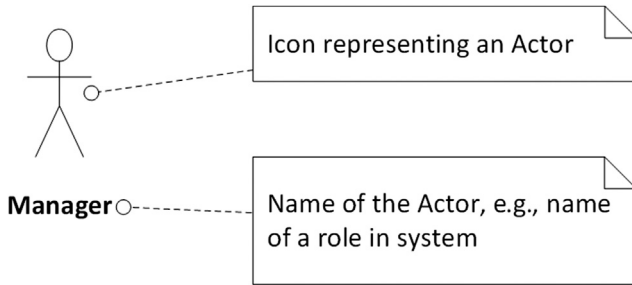 Icon representing an Actor
Manager
Name of the Actor, e.g., name
of a role in system